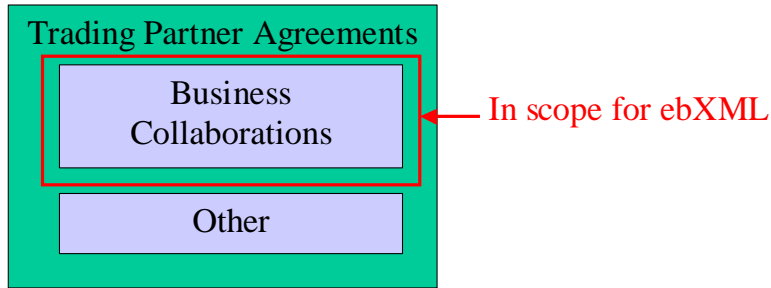 Trading Partner Agreements
Business
Collaborations
In scope for ebXML
Other